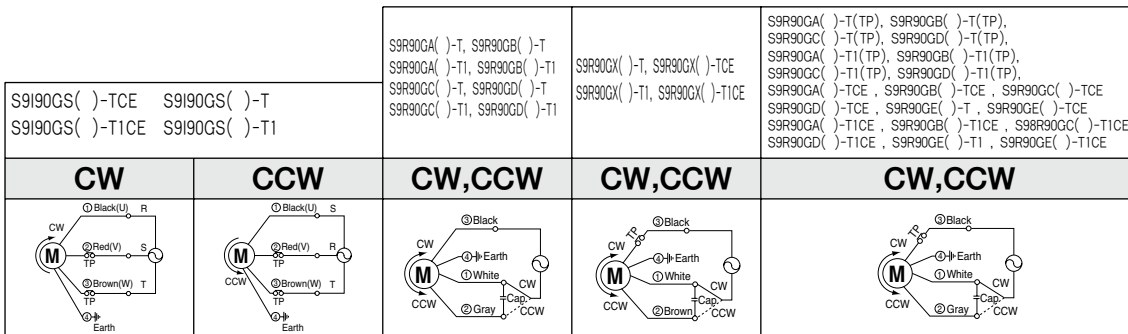 S9I90GS( )-TCE S9I90GS( )-T
S9I90GS( )-T1CE S9I90GS( )-T1
S9R90GA( )-T, S9R90GB( )-T
S9R90GA( )-T1, S9R90GB( )-T1
S9R90GC( )-T, S9R90GD( )-T
S9R90GC( )-T1, S9R90GD( )-T1
S9R90GX( )-T, S9R90GX( )-TCE
S9R90GX( )-T1, S9R90GX( )-T1CE
S9R90GA( )-T(TP), S9R90GB( )-T(TP),
S9R90GC( )-T(TP), S9R90GD( )-T(TP),
S9R90GA( )-T1(TP), S9R90GB( )-T1(TP),
S9R90GC( )-T1(TP), S9R90GD( )-T1(TP),
S9R90GA( )-TCE , S9R90GB( )-TCE , S9R90GC( )-TCE
S9R90GD( )-TCE , S9R90GE( )-T , S9R90GE( )-TCE
S9R90GA( )-T1CE , S9R90GB( )-T1CE , S98R90GC( )-T1CE
S9R90GD( )-T1CE , S9R90GE( )-T1 , S9R90GE( )-T1CE
CW
CCW
CW,CCW
CW,CCW
CW,CCW
①Black(U) R
CW
M
②Red(V) S
TP
③Brown(W) T
TP
④
Earth
①Black(U) S
M
②Red(V) R
TP
CCW
③Brown(W) T
TP
④
Earth
③Black
CW
④ Earth
M
①White CW
Cap.
CCW
②Gray CCW
③Black
TP
CW
④ Earth
M
①White CW
Cap.
CCW
②Brown CCW
③Black
TP
CW
④ Earth
M
①White CW
Cap.
CCW
②Gray CCW